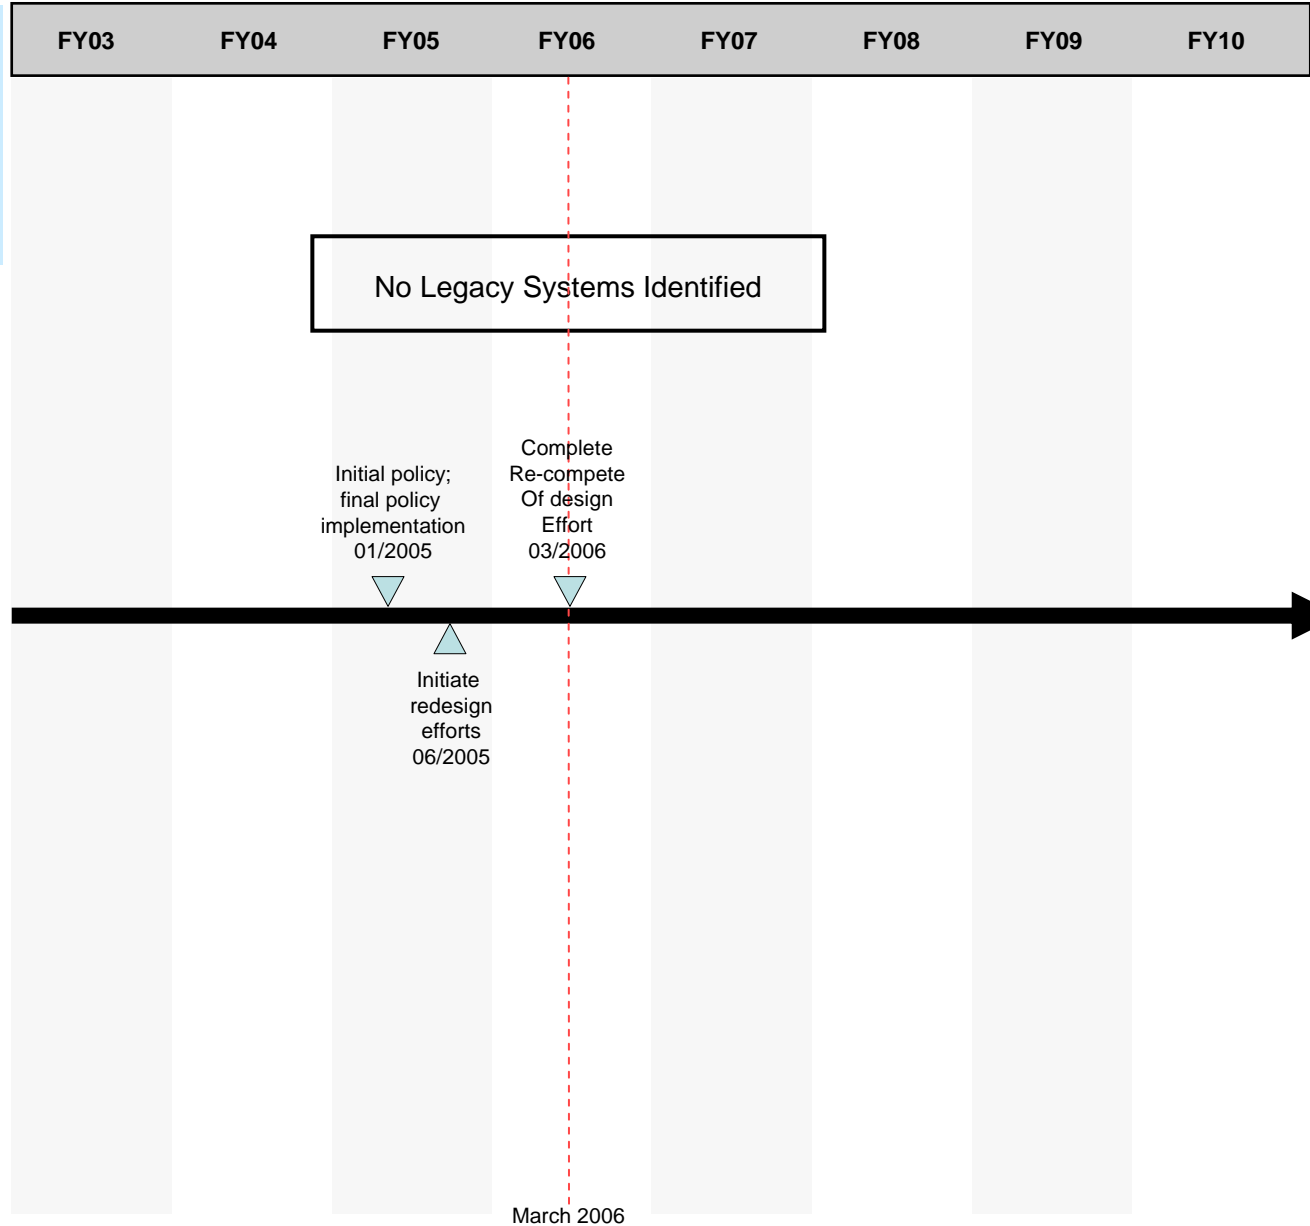 FY03 FY04 FY05 FY06 FY07 FY08 FY09 FY10
No Legacy Systems Identified
Initial policy;
final policy
implementation
01/2005
Complete
Re-compete
Of design
Effort
03/2006
Initiate
redesign
efforts
06/2005
March 2006